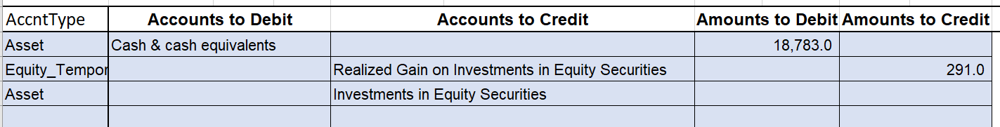 AccntType Accounts to Debit Accounts to Credit Amounts to Debit Amounts to Credit
Asset Cash & cash equivalents 18,783.0
Equity_Tempor Realized Gain on Investments in Equity Securities 291.0
Asset Investments in Equity Securities